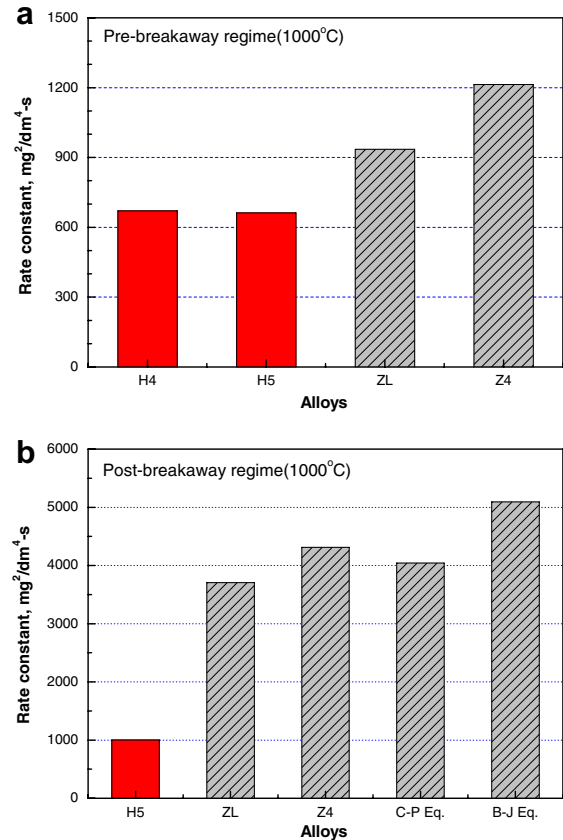 a
Pre-breakaway regime(1000°C)
1500
1200
900
600
300
0
Rate constant, mg²/dm⁴-s
H4 H5 ZL Z4
Alloys
b
Post-breakaway regime(1000°C)
6000
5000
4000
3000
2000
1000
0
Rate constant, mg²/dm⁴-s
H5 ZL Z4 C-P Eq. B-J Eq.
Alloys